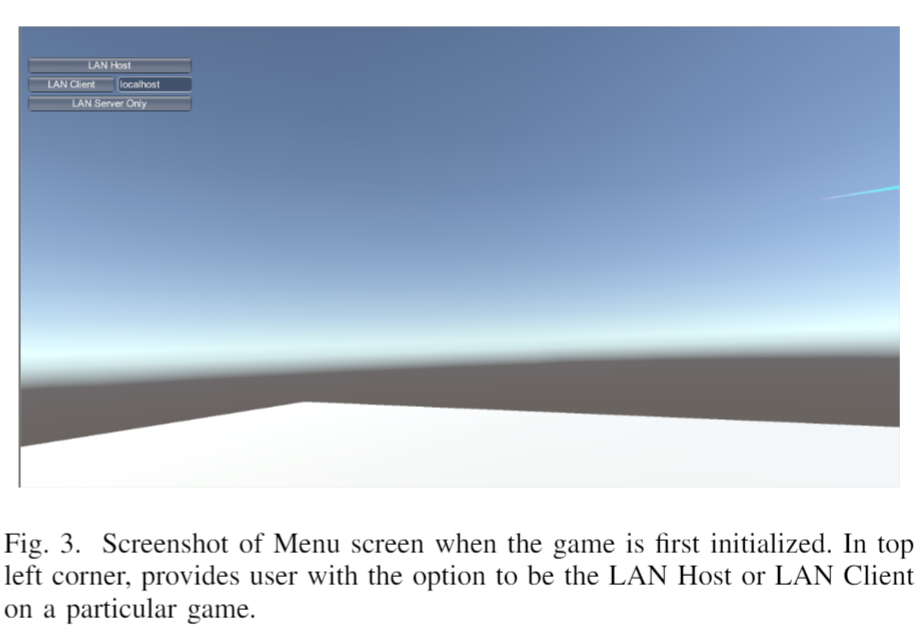 LAN Host
LAN Client localhost
LAN Server Only
Fig. 3. Screenshot of Menu screen when the game is first initialized. In top
left corner, provides user with the option to be the LAN Host or LAN Client
on a particular game.